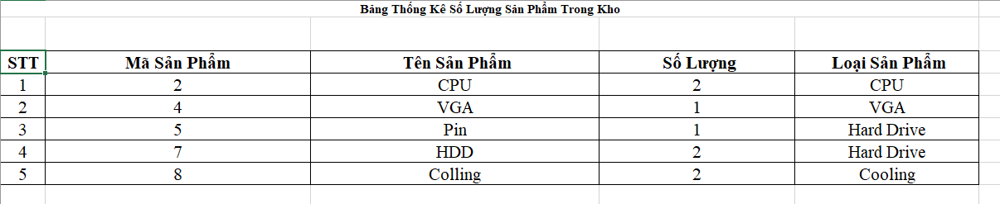 Bảng Thống Kê Số Lượng Sản Phẩm Trong Kho
STT Mã Sản Phẩm Tên Sản Phẩm Số Lượng Loại Sản Phẩm
1 2 CPU 2 CPU
2 4 VGA 1 VGA
3 5 Pin 1 Hard Drive
4 7 HDD 2 Hard Drive
5 8 Colling 2 Cooling